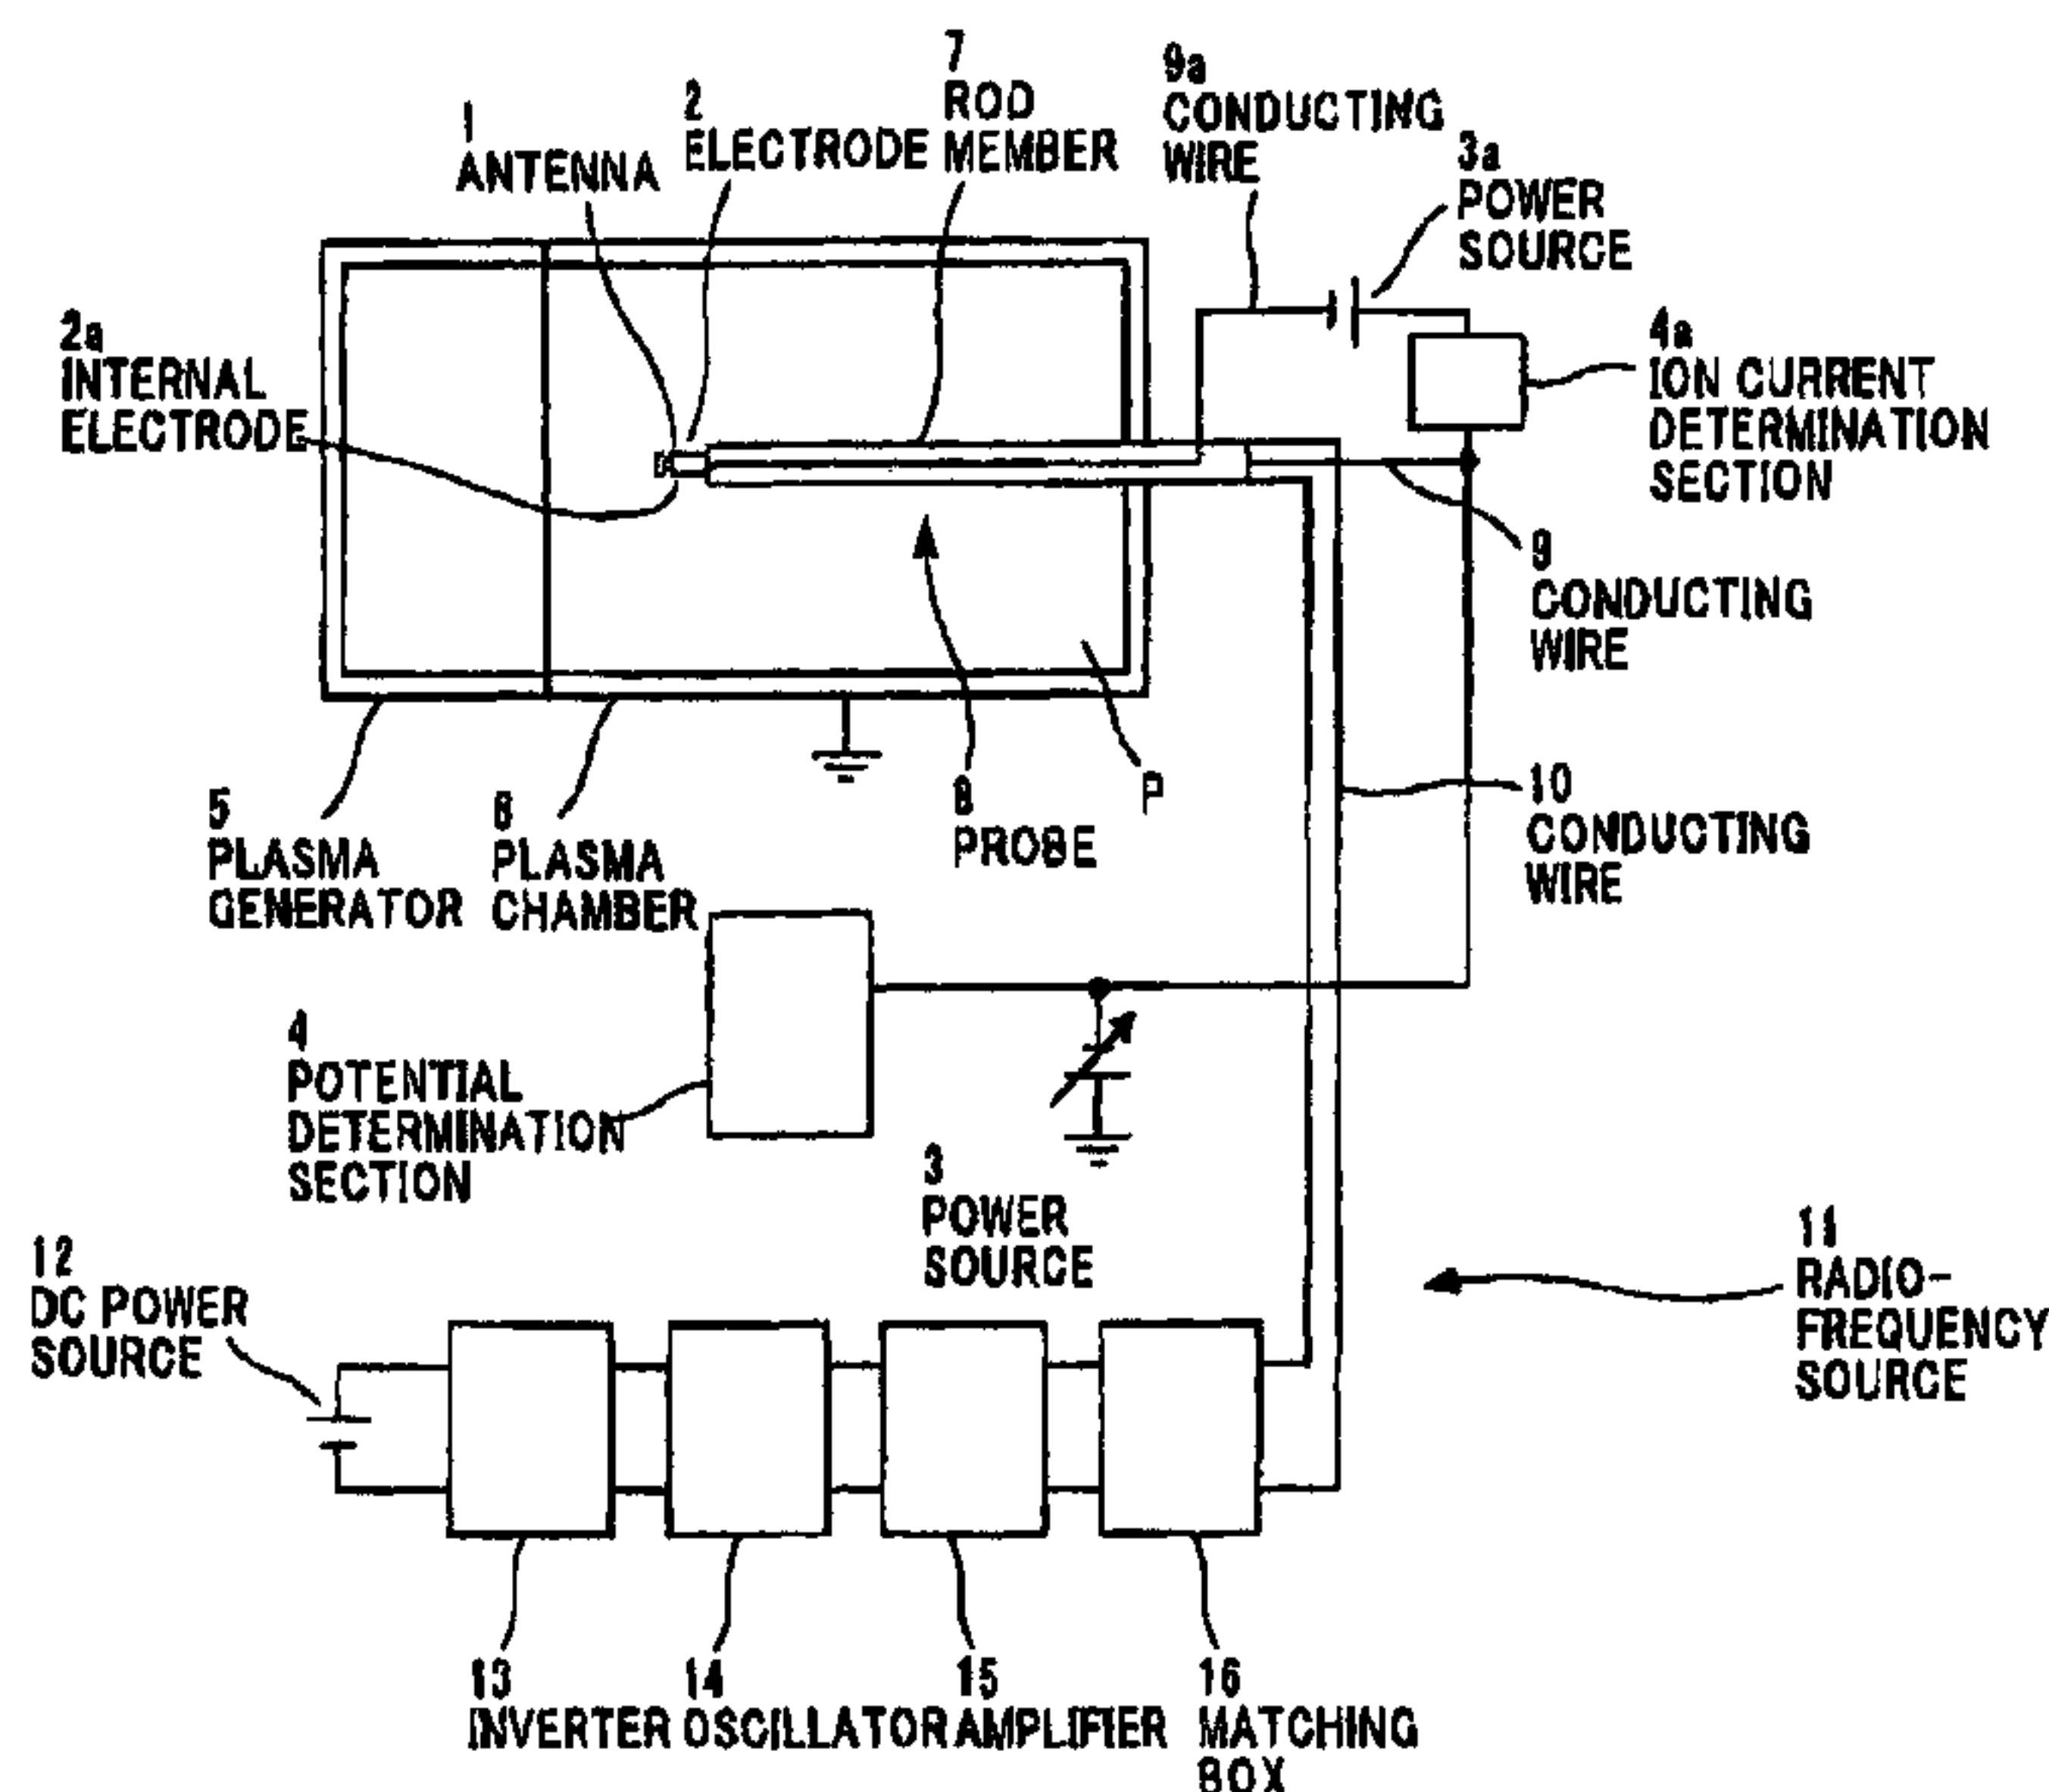 7
ROD
MEMBER
9a
CONDUCTING
WIRE
2
ELECTRODE
1
ANTENNA
3a
POWER
SOURCE
2a
INTERNAL
ELECTRODE
4a
ION CURRENT
DETERMINATION
SECTION
9
CONDUCTING
WIRE
10
CONDUCTING
WIRE
5
PLASMA
GENERATOR
6
PLASMA
CHAMBER
8
PROBE
P
4
POTENTIAL
DETERMINATION
SECTION
3
POWER
SOURCE
12
DC POWER
SOURCE
11
RADIO-
FREQUENCY
SOURCE
13
INVERTER
14
OSCILLATOR
15
AMPLIFIER
16
MATCHING
BOX